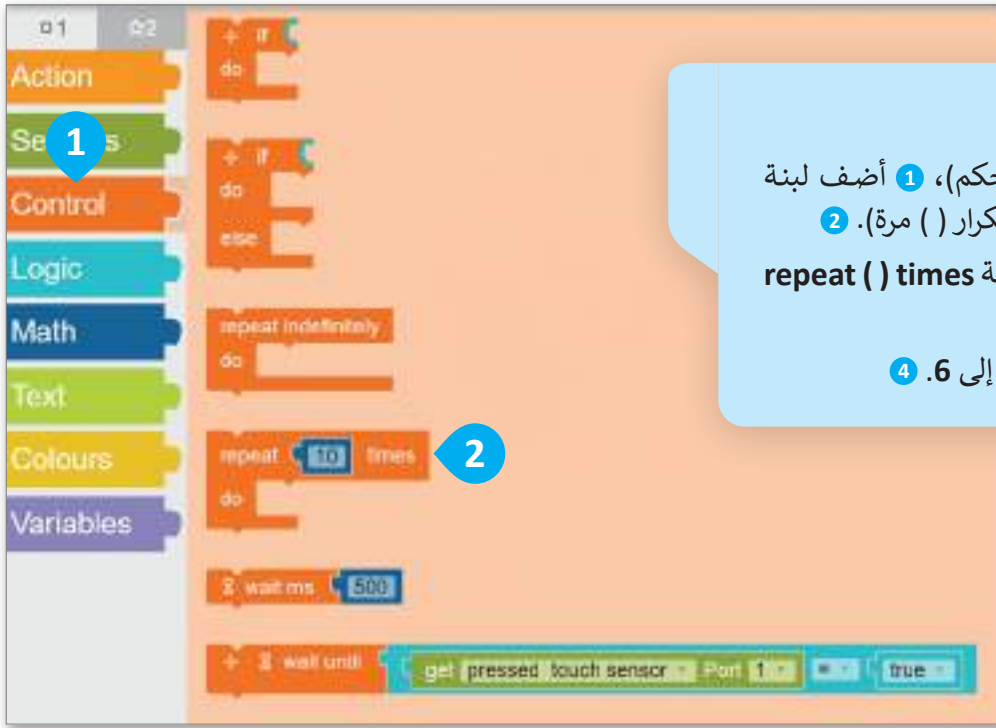 1
2
Action
Sensors
Control
Logic
Math
Text
Colours
Variables
1
+ if
do
+ if
do
else
repeat indefinitely
do
repeat 10 times
do
2
wait ms 500
+ wait until get pressed touch sensor Port 1 = true
حكم)، 1 أضف لبنة
كرار ( ) مرة). 2
ة repeat ( ) times
إلى 6. 4